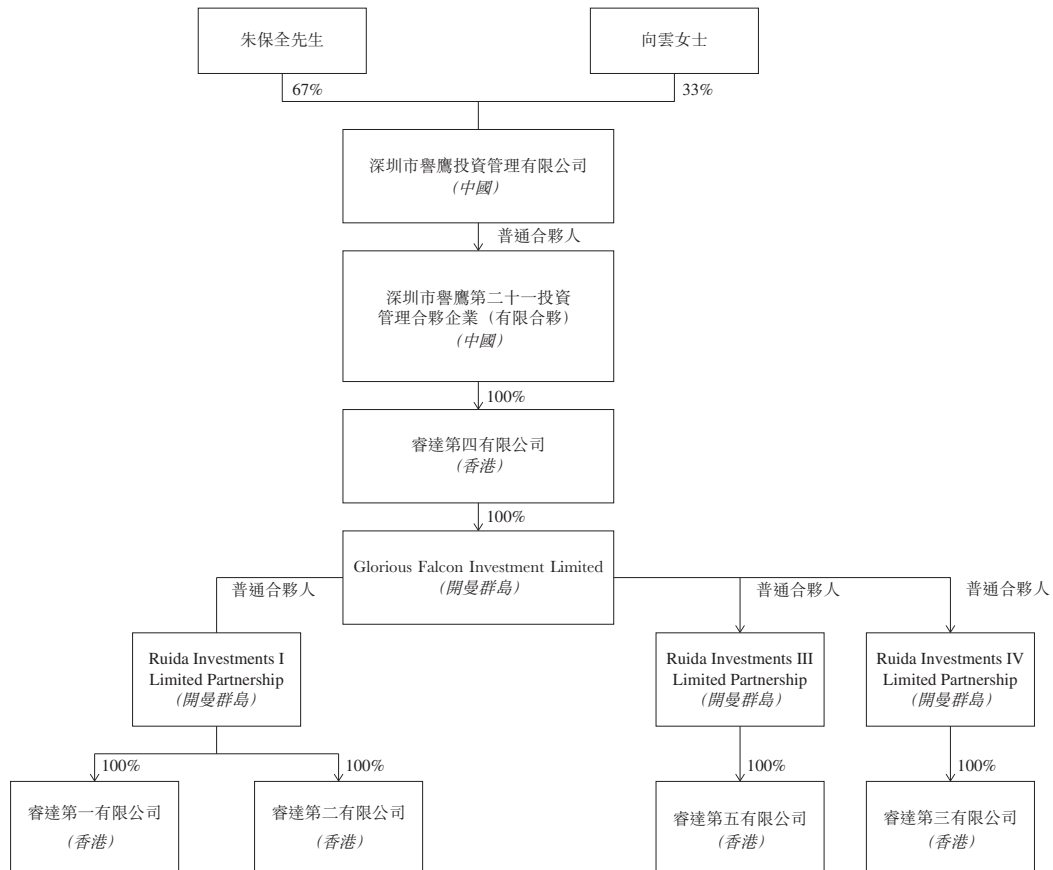 朱保全先生
向雲女士
67%
33%
深圳市譽鷹投資管理有限公司
(中國)
普通合夥人
深圳市譽鷹第二十一投資
管理合夥企業（有限合夥）
(中國)
100%
睿達第四有限公司
(香港)
100%
Glorious Falcon Investment Limited
(開曼群島)
普通合夥人
普通合夥人
普通合夥人
Ruida Investments I
Limited Partnership
(開曼群島)
Ruida Investments III
Limited Partnership
(開曼群島)
Ruida Investments IV
Limited Partnership
(開曼群島)
100%
100%
100%
100%
睿達第一有限公司
(香港)
睿達第二有限公司
(香港)
睿達第五有限公司
(香港)
睿達第三有限公司
(香港)